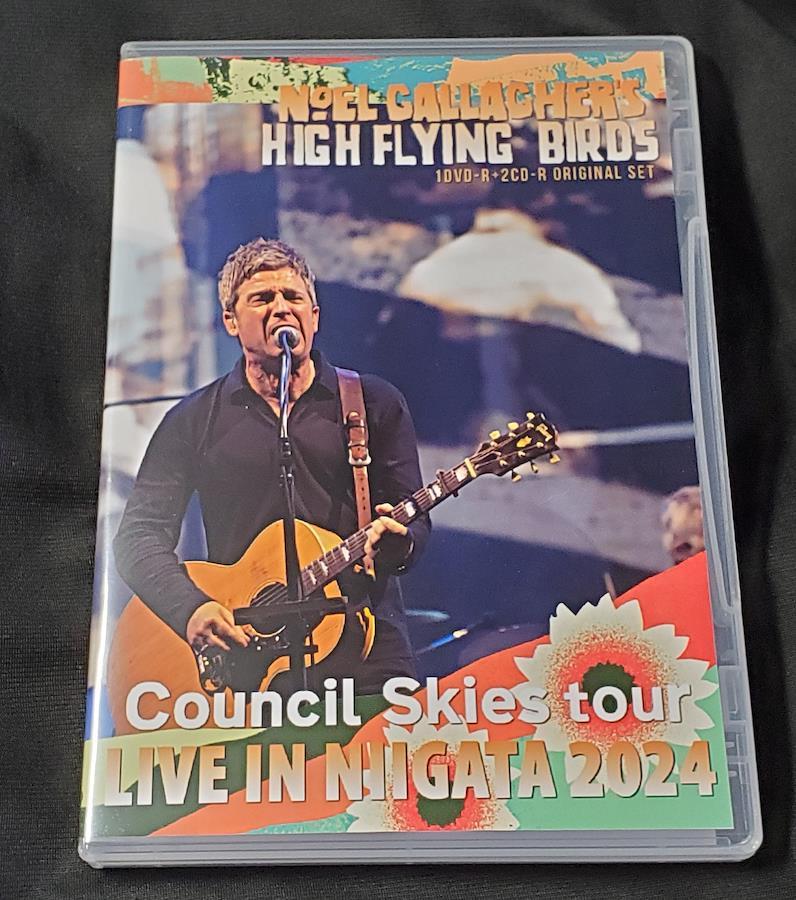 NOEL GALLAGHER'S
HIGH FLYING BIRDS
1DVD-R+2CD-R ORIGINAL SET
Council Skies tour
LIVE IN NIIGATA 2024